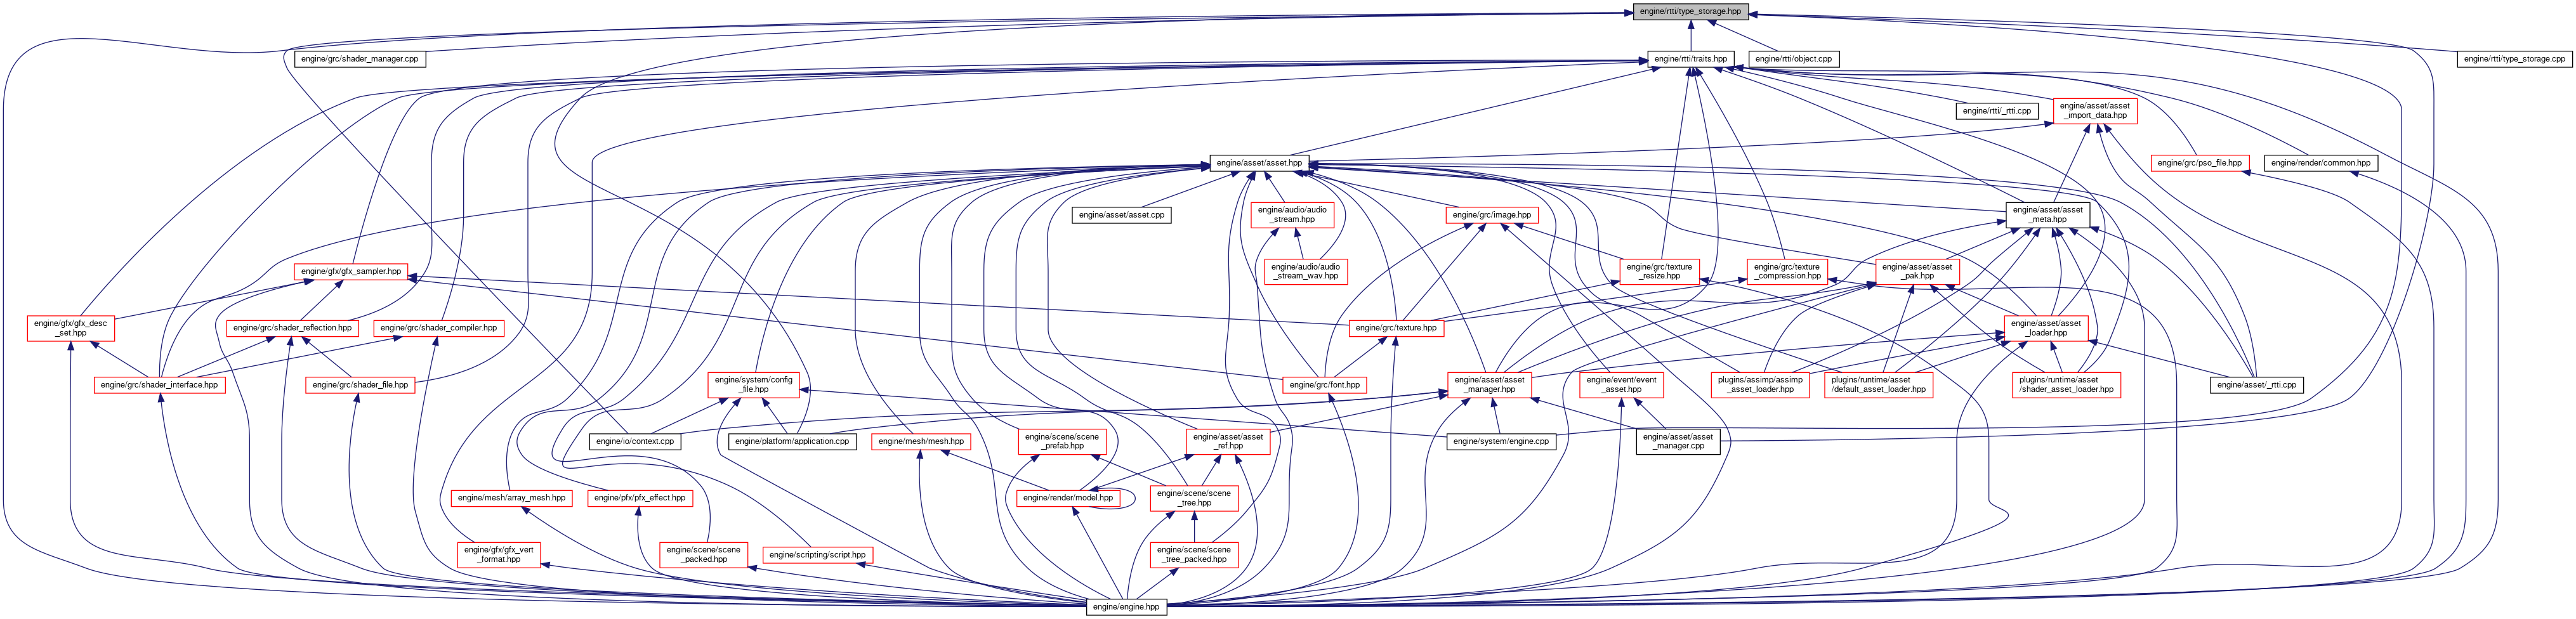 engine/rtti/type_storage.hpp
engine/grc/shader_manager.cpp
engine/rtti/traits.hpp
engine/rtti/object.cpp
engine/rtti/type_storage.cpp
engine/rtti/_rtti.cpp
engine/asset/asset
_import_data.hpp
engine/asset/asset.hpp
engine/grc/pso_file.hpp
engine/render/common.hpp
engine/asset/asset.cpp
engine/audio/audio
_stream.hpp
engine/grc/image.hpp
engine/asset/asset
_meta.hpp
engine/gfx/gfx_sampler.hpp
engine/audio/audio
_stream_wav.hpp
engine/grc/texture
_resize.hpp
engine/grc/texture
_compression.hpp
engine/asset/asset
_pak.hpp
engine/gfx/gfx_desc
_set.hpp
engine/grc/shader_reflection.hpp
engine/grc/shader_compiler.hpp
engine/grc/texture.hpp
engine/asset/asset
_loader.hpp
engine/grc/shader_interface.hpp
engine/grc/shader_file.hpp
engine/system/config
_file.hpp
engine/grc/font.hpp
engine/asset/asset
_manager.hpp
engine/event/event
_asset.hpp
plugins/assimp/assimp
_asset_loader.hpp
plugins/runtime/asset
/default_asset_loader.hpp
plugins/runtime/asset
/shader_asset_loader.hpp
engine/asset/_rtti.cpp
engine/io/context.cpp
engine/platform/application.cpp
engine/mesh/mesh.hpp
engine/scene/scene
_prefab.hpp
engine/asset/asset
_ref.hpp
engine/system/engine.cpp
engine/asset/asset
_manager.cpp
engine/mesh/array_mesh.hpp
engine/pfx/pfx_effect.hpp
engine/render/model.hpp
engine/scene/scene
_tree.hpp
engine/gfx/gfx_vert
_format.hpp
engine/scene/scene
_packed.hpp
engine/scripting/script.hpp
engine/scene/scene
_tree_packed.hpp
engine/engine.hpp